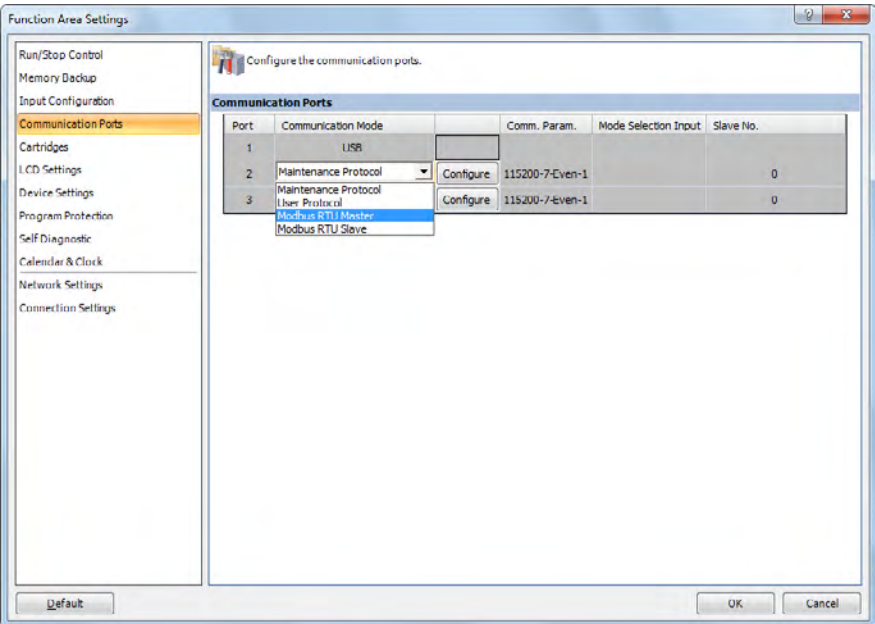 Function Area Settings
Run/Stop Control
Memory Backup
Input Configuration
Communication Ports
Cartridges
LCD Settings
Device Settings
Program Protection
Self Diagnostic
Calendar & Clock
Network Settings
Connection Settings
Configure the communication ports.
Communication Ports
Port Communication Mode Comm. Param. Mode Selection Input Slave No.
1 USB
2 Maintenance Protocol Configure 115200-7-Even-1 0
Maintenance Protocol
3 User Protocol Configure 115200-7-Even-1 0
Modbus RTU Master
Modbus RTU Slave
Default OK Cancel